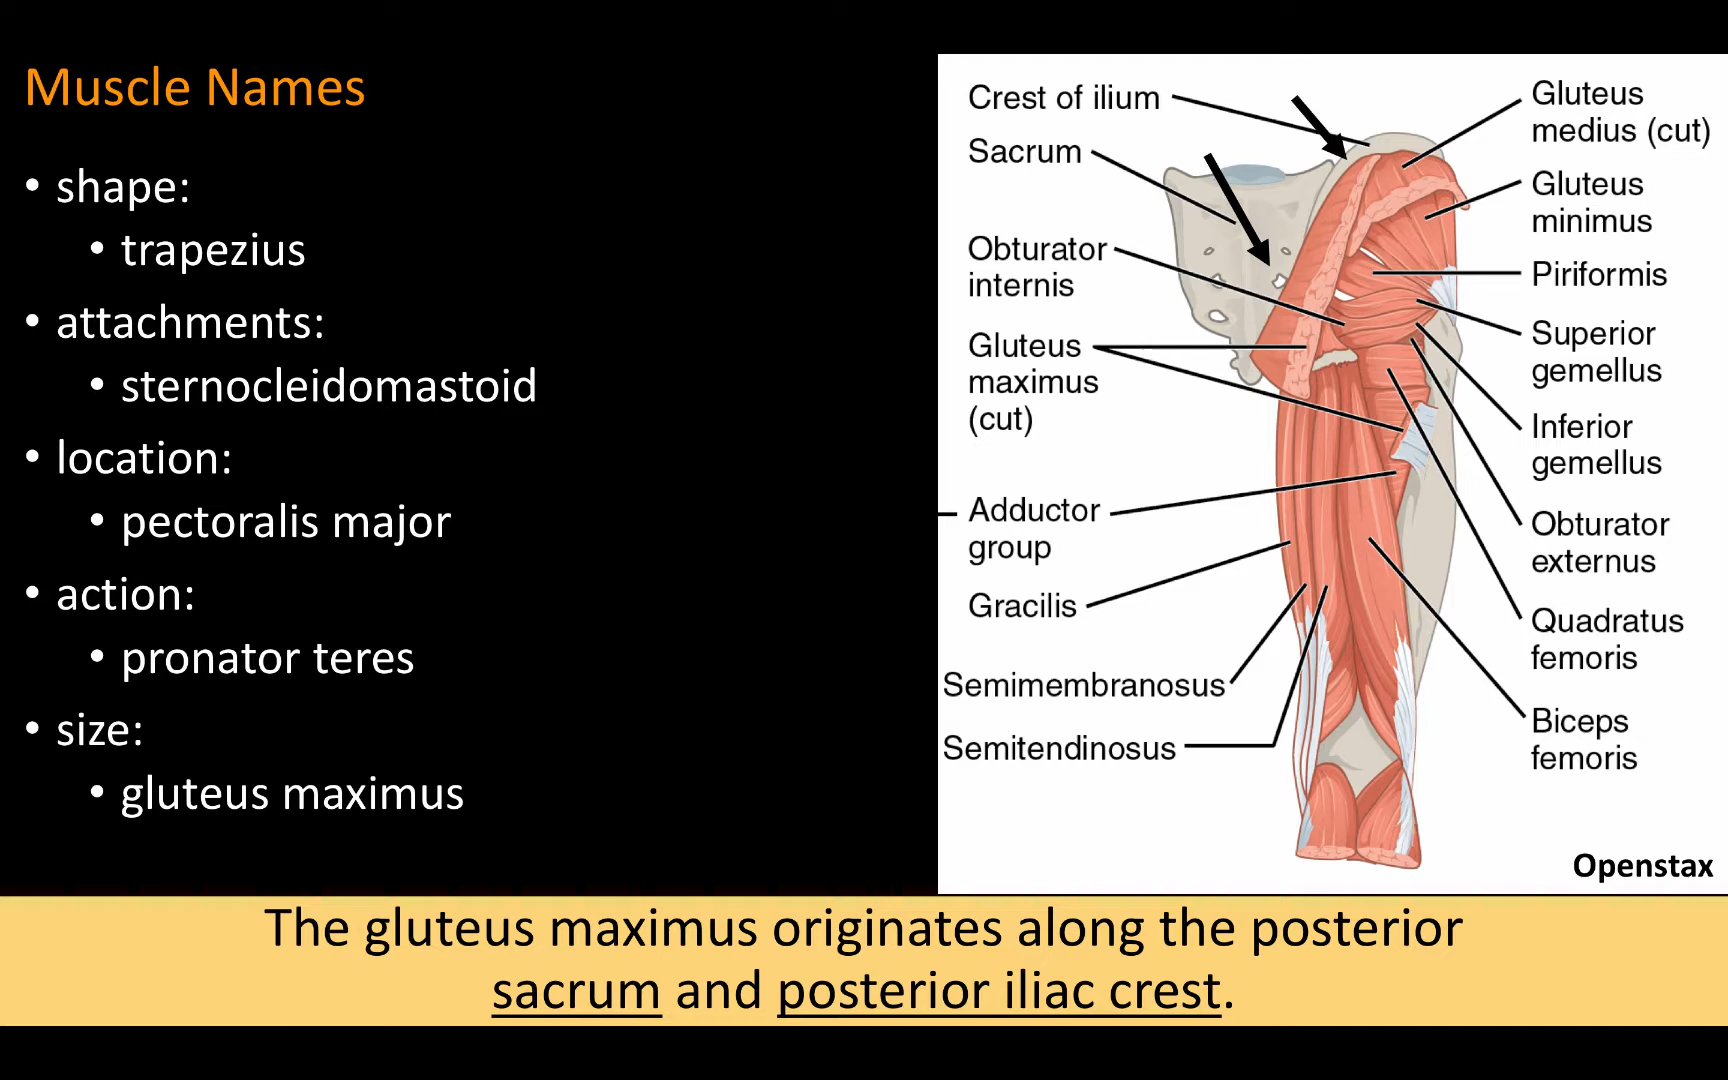 Muscle Names
• shape:
• trapezius
• attachments:
• sternocleidomastoid
• location:
• pectoralis major
• action:
• pronator teres
• size:
• gluteus maximus
Crest of ilium
Sacrum
Obturator
internis
Gluteus
maximus
(cut)
Adductor
group
Gracilis
Semimembranosus
Semitendinosus
Gluteus
medius (cut)
Gluteus
minimus
Piriformis
Superior
gemellus
Inferior
gemellus
Obturator
externus
Quadratus
femoris
Biceps
femoris
Openstax
The gluteus maximus originates along the posterior
sacrum and posterior iliac crest.